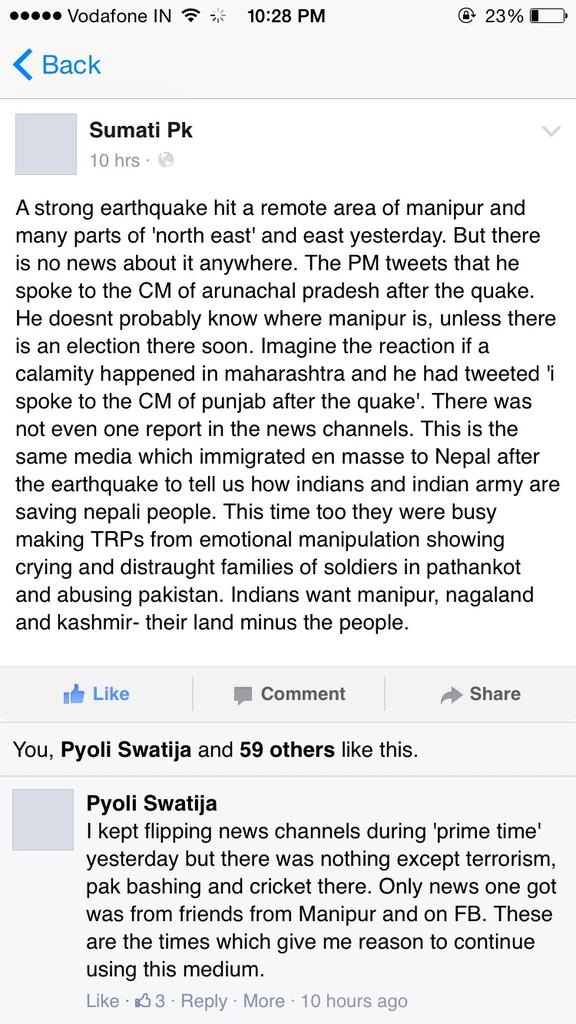 Vodafone IN 10:28 PM 23%
Back
Sumati Pk
10 hrs ·
A strong earthquake hit a remote area of manipur and
many parts of 'north east' and east yesterday. But there
is no news about it anywhere. The PM tweets that he
spoke to the CM of arunachal pradesh after the quake.
He doesnt probably know where manipur is, unless there
is an election there soon. Imagine the reaction if a
calamity happened in maharashtra and he had tweeted 'i
spoke to the CM of punjab after the quake'. There was
not even one report in the news channels. This is the
same media which immigrated en masse to Nepal after
the earthquake to tell us how indians and indian army are
saving nepali people. This time too they were busy
making TRPs from emotional manipulation showing
crying and distraught families of soldiers in pathankot
and abusing pakistan. Indians want manipur, nagaland
and kashmir- their land minus the people.
Like Comment Share
You, Pyoli Swatija and 59 others like this.
Pyoli Swatija
I kept flipping news channels during 'prime time'
yesterday but there was nothing except terrorism,
pak bashing and cricket there. Only news one got
was from friends from Manipur and on FB. These
are the times which give me reason to continue
using this medium.
Like · 3 · Reply · More · 10 hours ago